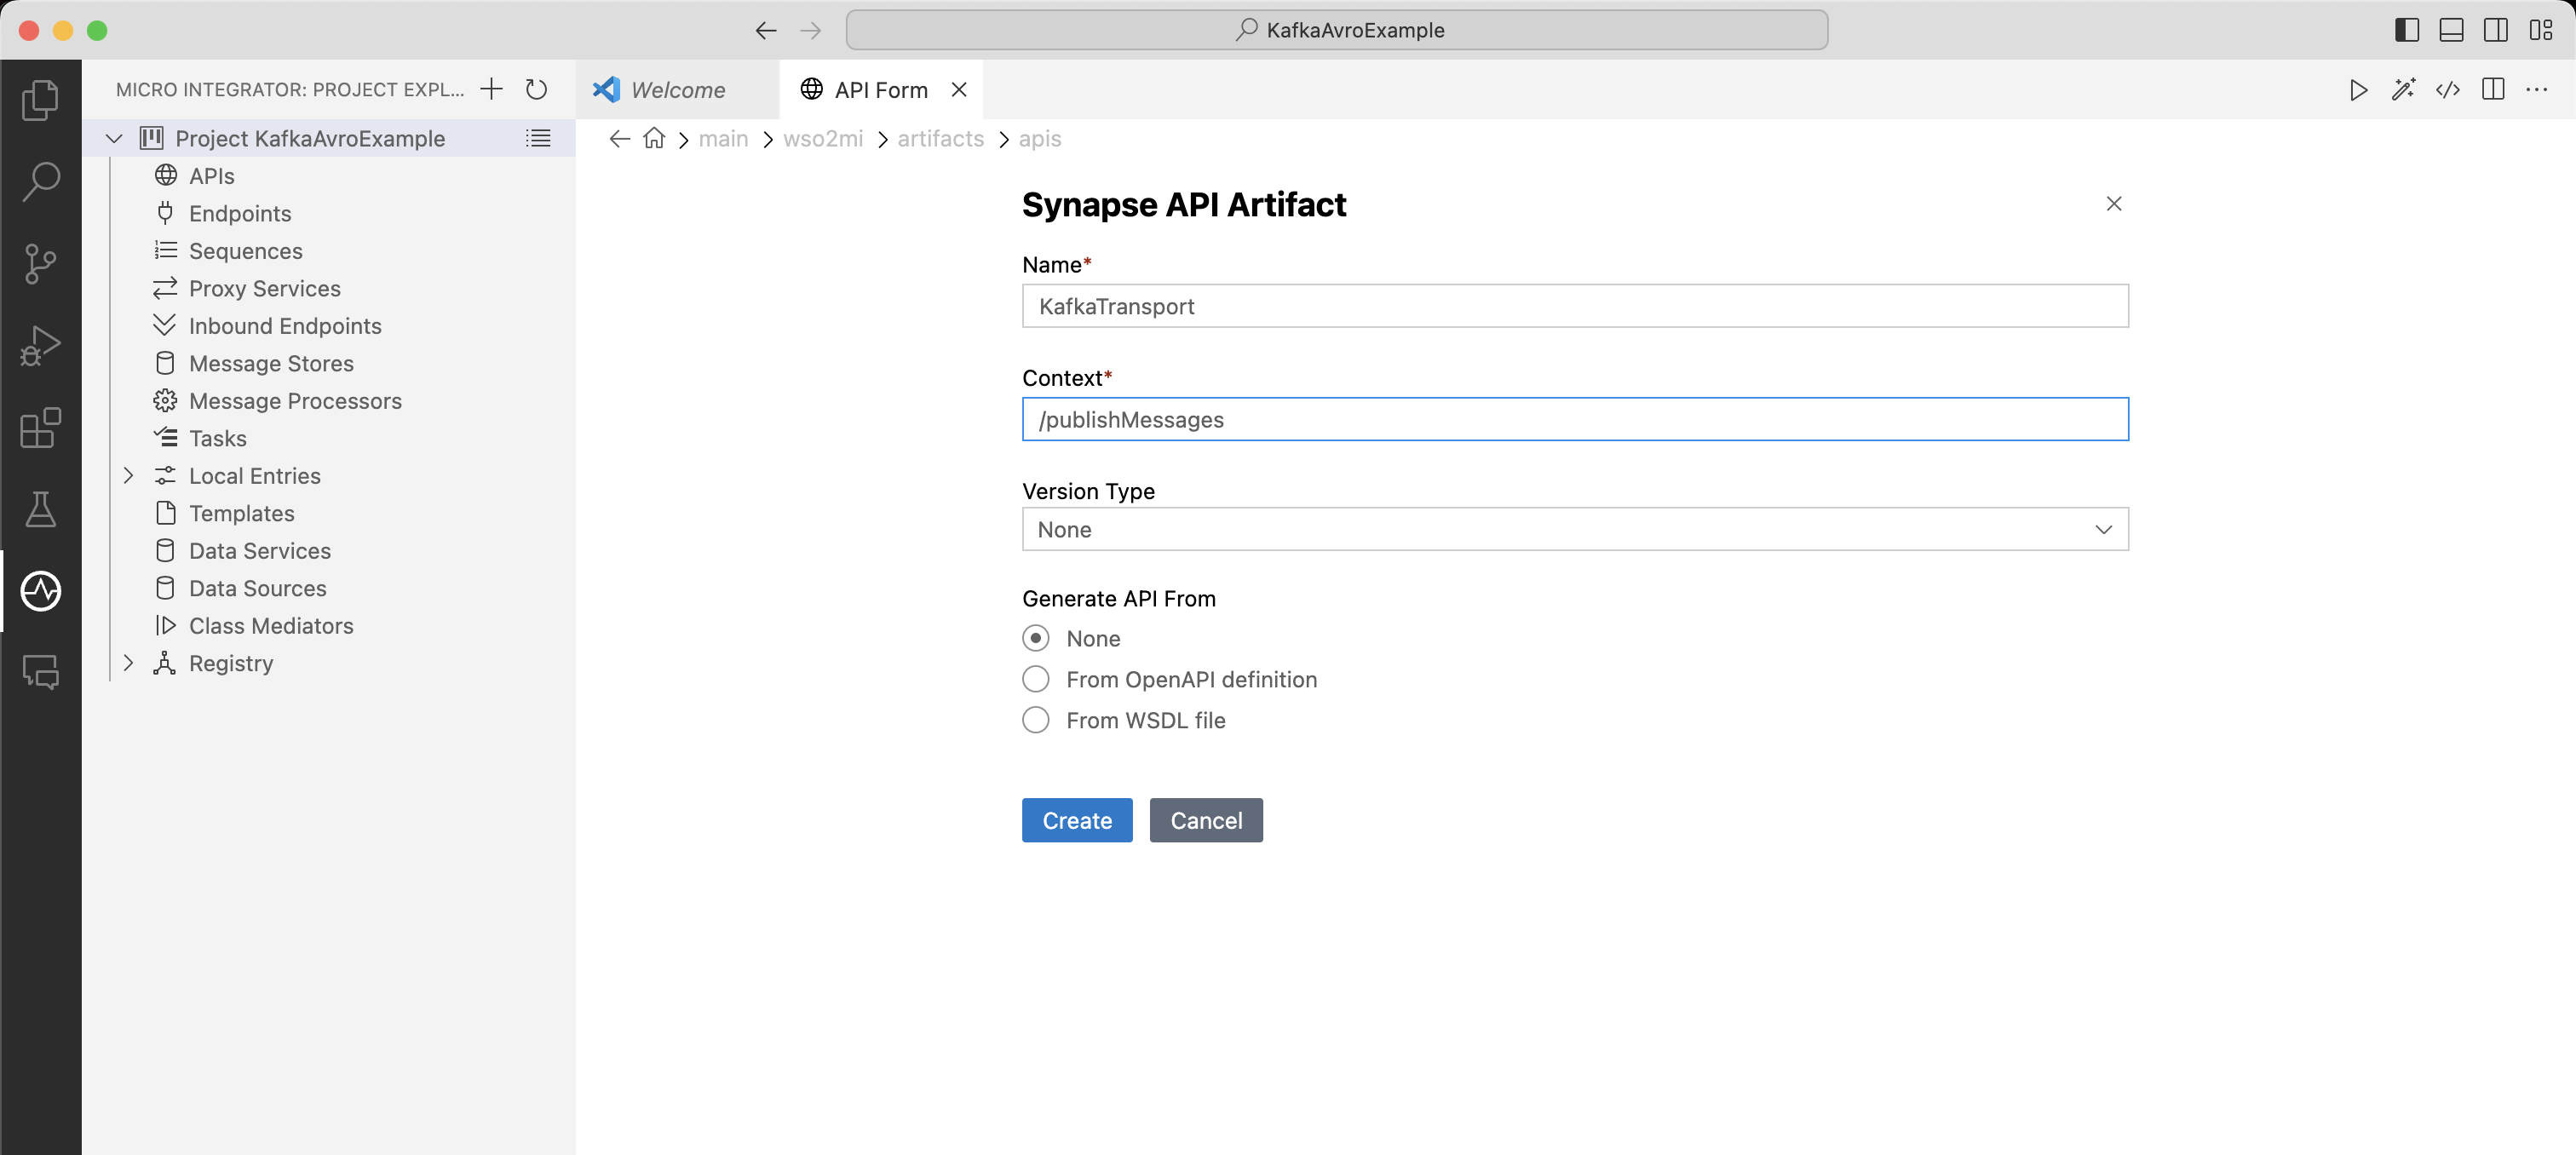 KafkaAvroExample
MICRO INTEGRATOR: PROJECT EXPL...
Welcome
API Form
Project KafkaAvroExample
main
wso2mi
artifacts
apis
APIs
Endpoints
Sequences
Proxy Services
Inbound Endpoints
Message Stores
Message Processors
Tasks
Local Entries
Templates
Data Services
Data Sources
Class Mediators
Registry
Synapse API Artifact
Name*
KafkaTransport
Context*
/publishMessages
Version Type
None
Generate API From
None
From OpenAPI definition
From WSDL file
Create
Cancel